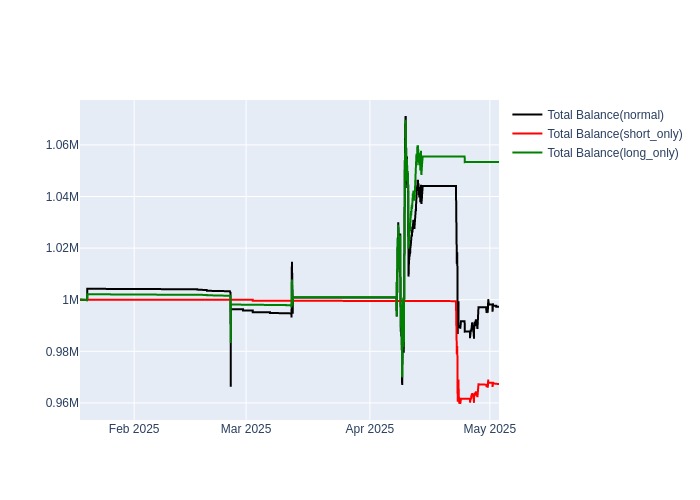 Total Balance(normal)
Total Balance(short_only)
Total Balance(long_only)
1.06M
1.04M
1.02M
1M
0.98M
0.96M
Feb 2025
Mar 2025
Apr 2025
May 2025